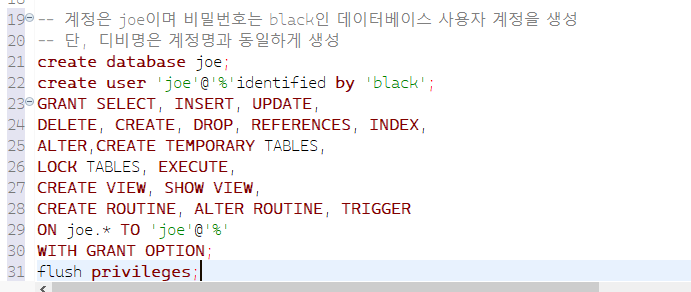 19 -- 계정은 joe이며 비밀번호는 black인 데이터베이스 사용자 계정을 생성
20 -- 단, 디비명은 계정명과 동일하게 생성
21 create database joe;
22 create user 'joe'@'%'identified by 'black';
23 GRANT SELECT, INSERT, UPDATE,
24 DELETE, CREATE, DROP, REFERENCES, INDEX,
25 ALTER,CREATE TEMPORARY TABLES,
26 LOCK TABLES, EXECUTE,
27 CREATE VIEW, SHOW VIEW,
28 CREATE ROUTINE, ALTER ROUTINE, TRIGGER
29 ON joe.* TO 'joe'@'%'
30 WITH GRANT OPTION;
31 flush privileges;